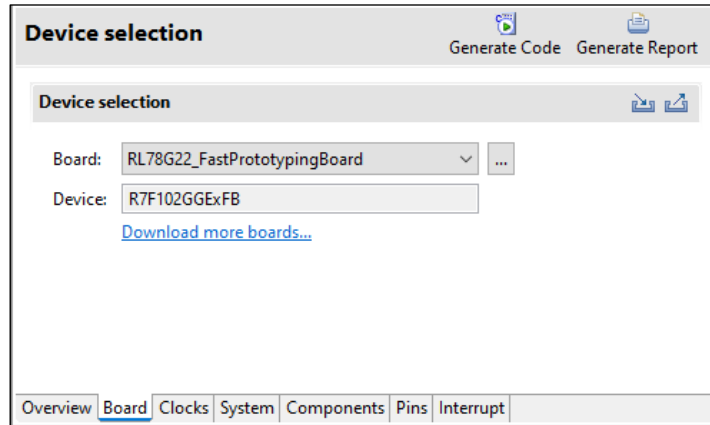 Device selection
Generate Code Generate Report
Device selection
Board: RL78G22_FastPrototypingBoard ...
Device: R7F102GGExFB
Download more boards...
Overview Board Clocks System Components Pins Interrupt